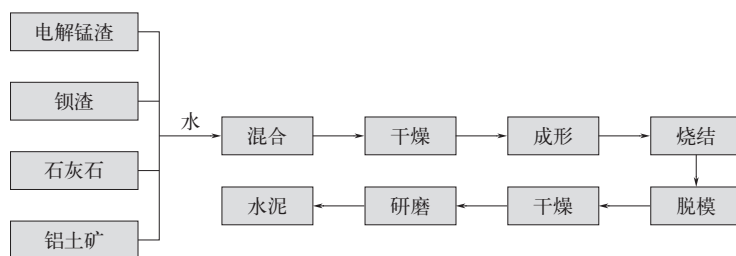 电解锰渣
钡渣
石灰石
铝土矿
水
混合
干燥
成形
烧结
水泥
研磨
干燥
脱模